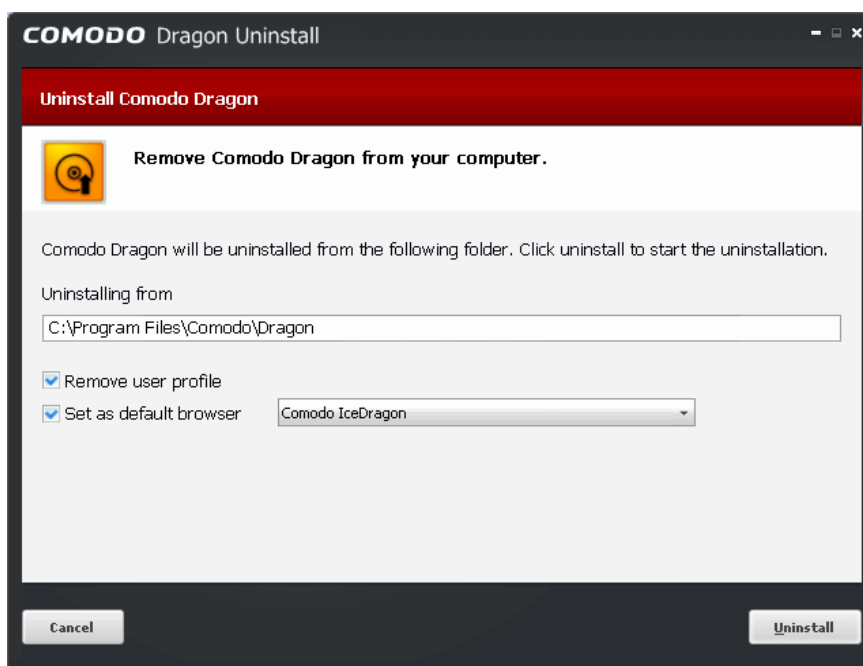 COMODO Dragon Uninstall
Uninstall Comodo Dragon
Remove Comodo Dragon from your computer.
Comodo Dragon will be uninstalled from the following folder. Click uninstall to start the uninstallation.
Uninstalling from
C:\Program Files\Comodo\Dragon
Remove user profile
Set as default browser Comodo IceDragon
Cancel Uninstall